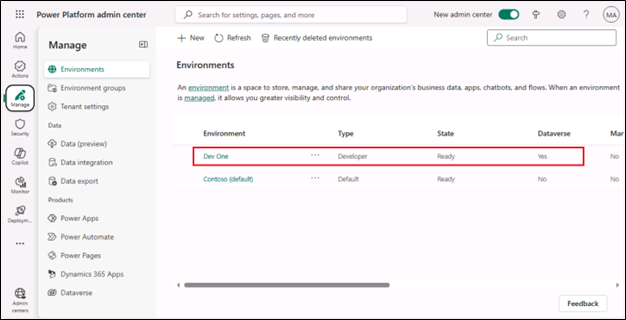 Power Platform admin center
Search for settings, pages, and more
New admin center
MA
Home
Actions
Manage
Security
Copilot
Monitor
Deploym...
Admin
centers
Manage
Environments
Environment groups
Tenant settings
Data
Data (preview)
Data integration
Data export
Products
Power Apps
Power Automate
Power Pages
Dynamics 365 Apps
Dataverse
New
Refresh
Recently deleted environments
Search
Environments
An environment is a space to store, manage, and share your organization's business data, apps, chatbots, and flows. When an environment
is managed, it allows you greater visibility and control.
Environment Type State Dataverse Mar
Dev One ... Developer Ready Yes No
Contoso (default) ... Default Ready No No
Feedback